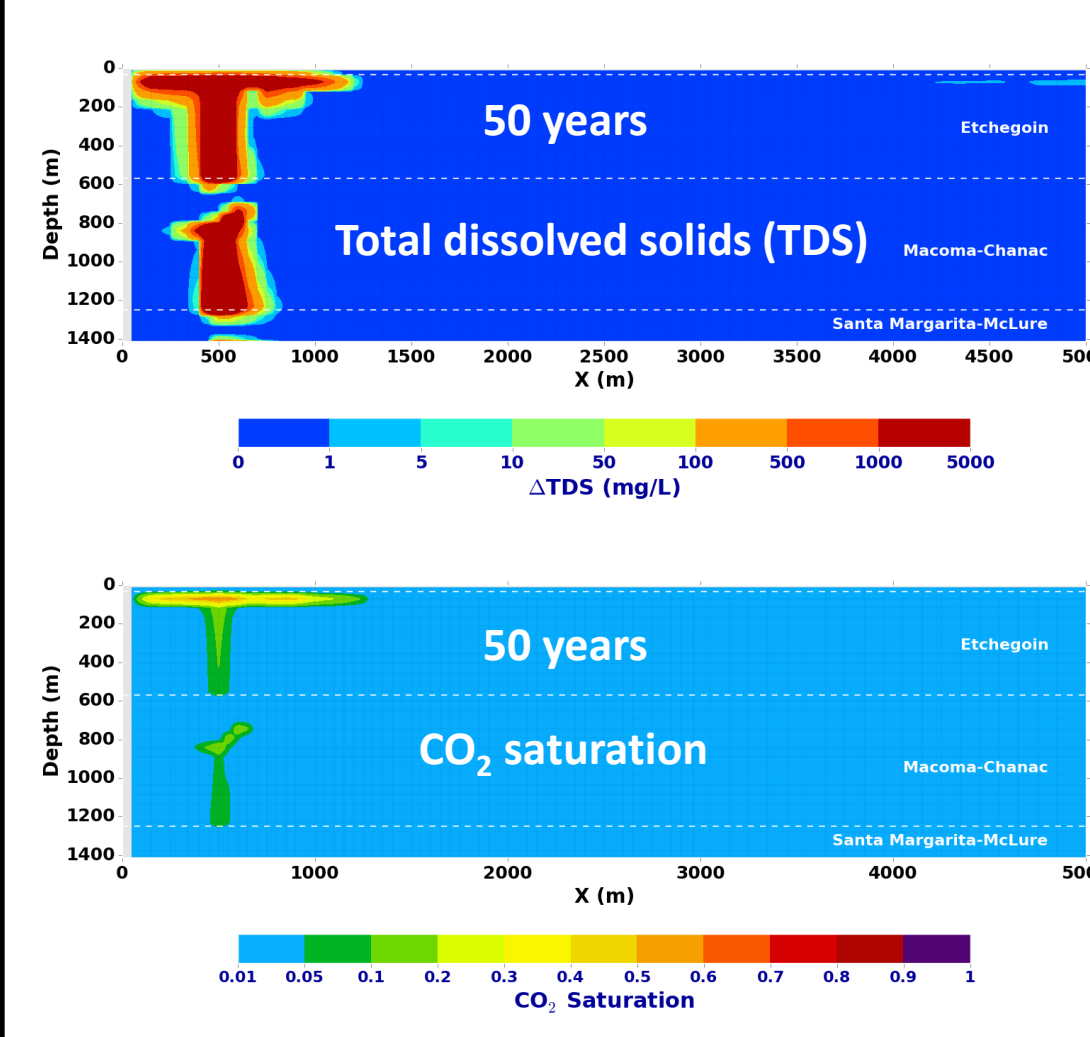 0
200
400
600
800
1000
1200
1400
Depth (m)
50 years
Etchegoin
Total dissolved solids (TDS)
Macoma-Chanac
Santa Margarita-McLure
0 500 1000 1500 2000 2500 3000 3500 4000 4500 500
X (m)
0 1 5 10 50 100 500 1000 5000
ΔTDS (mg/L)
0
200
400
600
800
1000
1200
1400
Depth (m)
50 years
Etchegoin
CO₂ saturation
Macoma-Chanac
Santa Margarita-McLure
0 1000 2000 3000 4000 500
X (m)
0.01 0.05 0.1 0.2 0.3 0.4 0.5 0.6 0.7 0.8 0.9 1
CO₂ Saturation